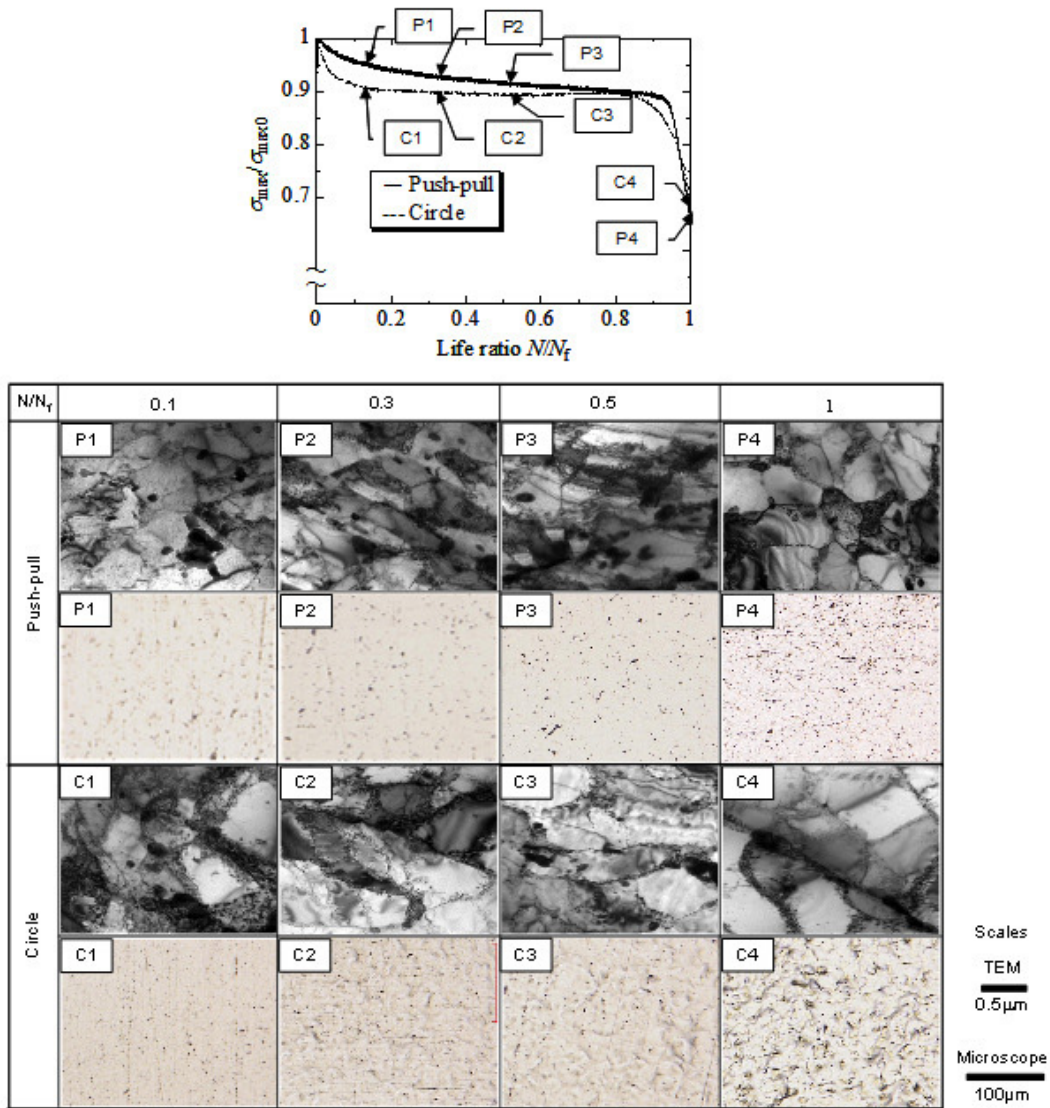 P1
P2
P3
C1
C2
C3
C4
P4
1
0.9
0.8
0.7
σmax/σmax0
Push-pull
Circle
0
0.2
0.4
0.6
0.8
1
Life ratio N/Nf
N/Nf
0.1
0.3
0.5
1
Push-pull
P1
P2
P3
P4
P1
P2
P3
P4
Circle
C1
C2
C3
C4
C1
C2
C3
C4
Scales
TEM
0.5μm
Microscope
100μm